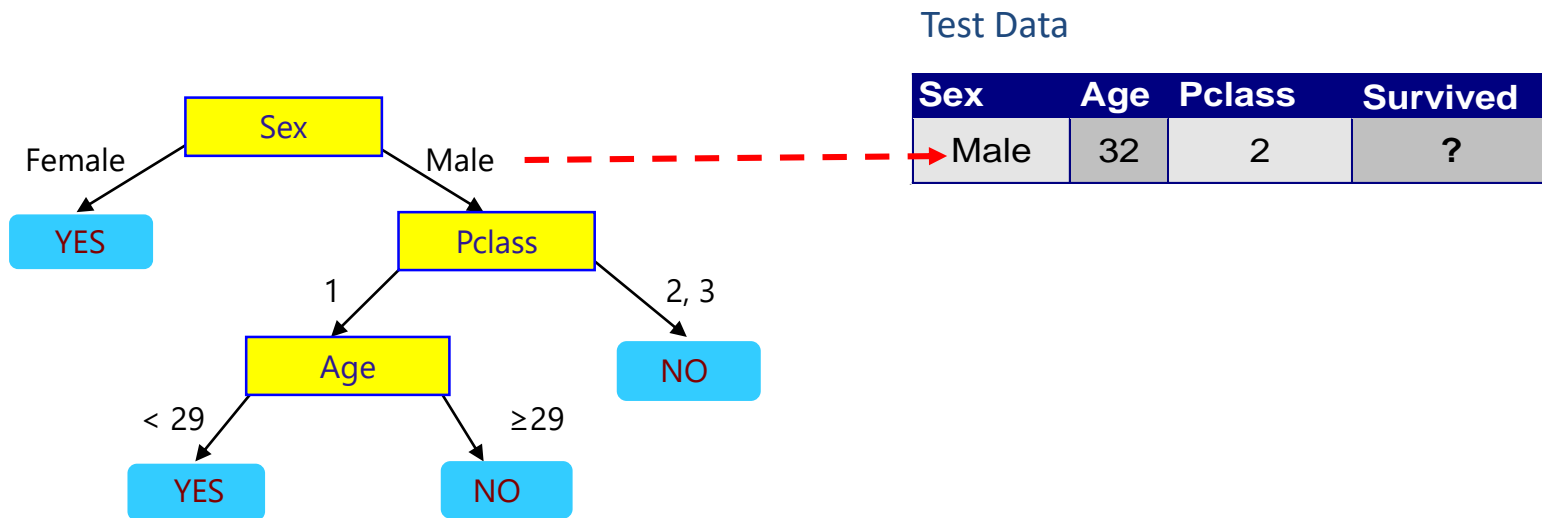 Test Data
Sex Age Pclass Survived
Male 32 2 ?
Sex
Female Male
YES Pclass
1 2, 3
Age NO
< 29 ≥29
YES NO